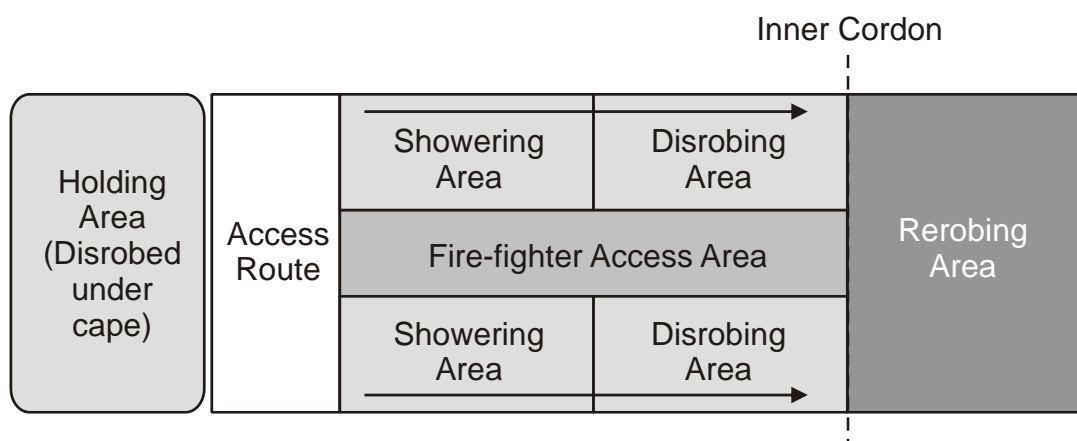 Inner Cordon
Holding
Area
(Disrobed
under
cape)
Access
Route
Showering
Area
Disrobing
Area
Fire-fighter Access Area
Showering
Area
Disrobing
Area
Rerobing
Area